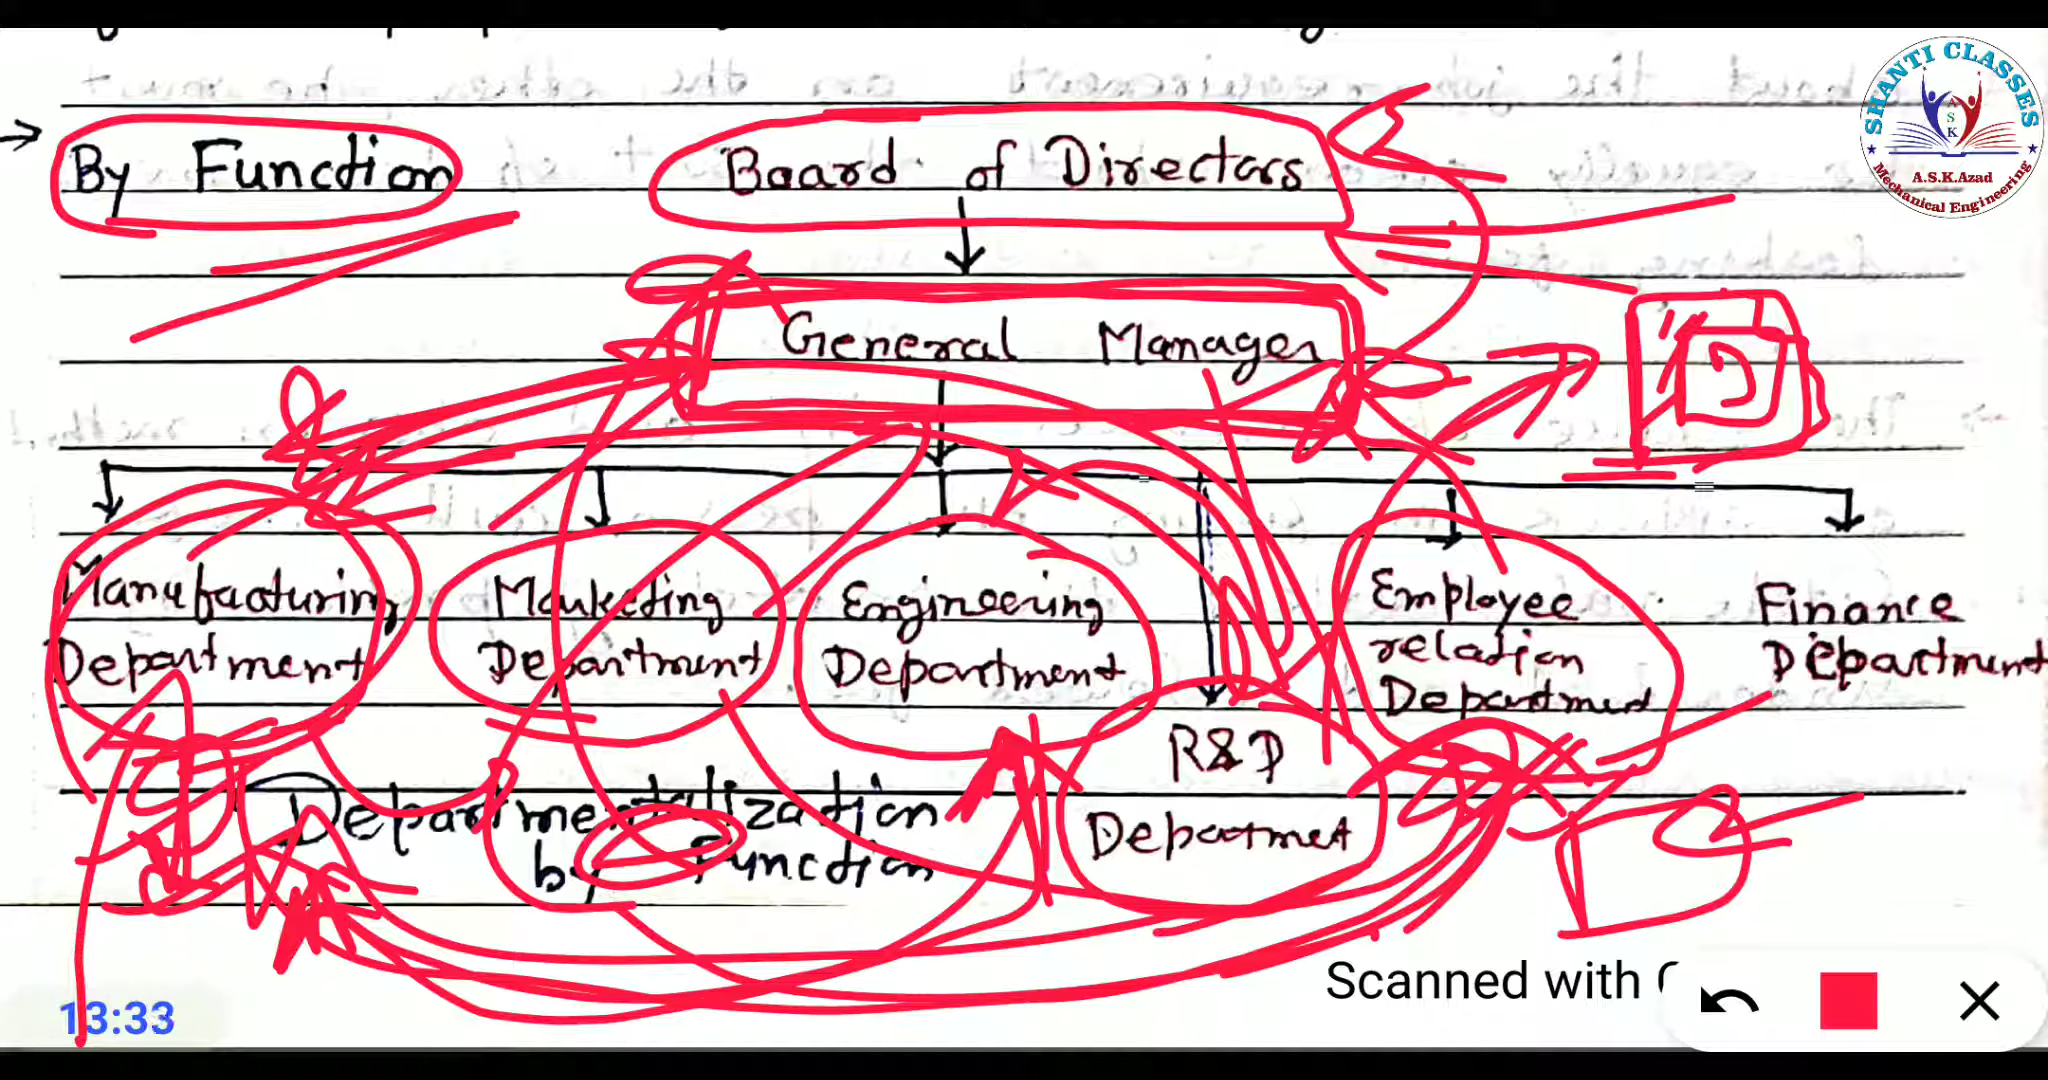 By Function
Board of Directors
General Manager
Manufacturing Department
Marketing Department
Engineering Department
R&D Department
Employee relation Department
Finance Department
Departmentalization
by Function
Scanned with
13:33
SHANTI CLASSES
A S K
A.S.K.Azad
Mechanical Engineering
D